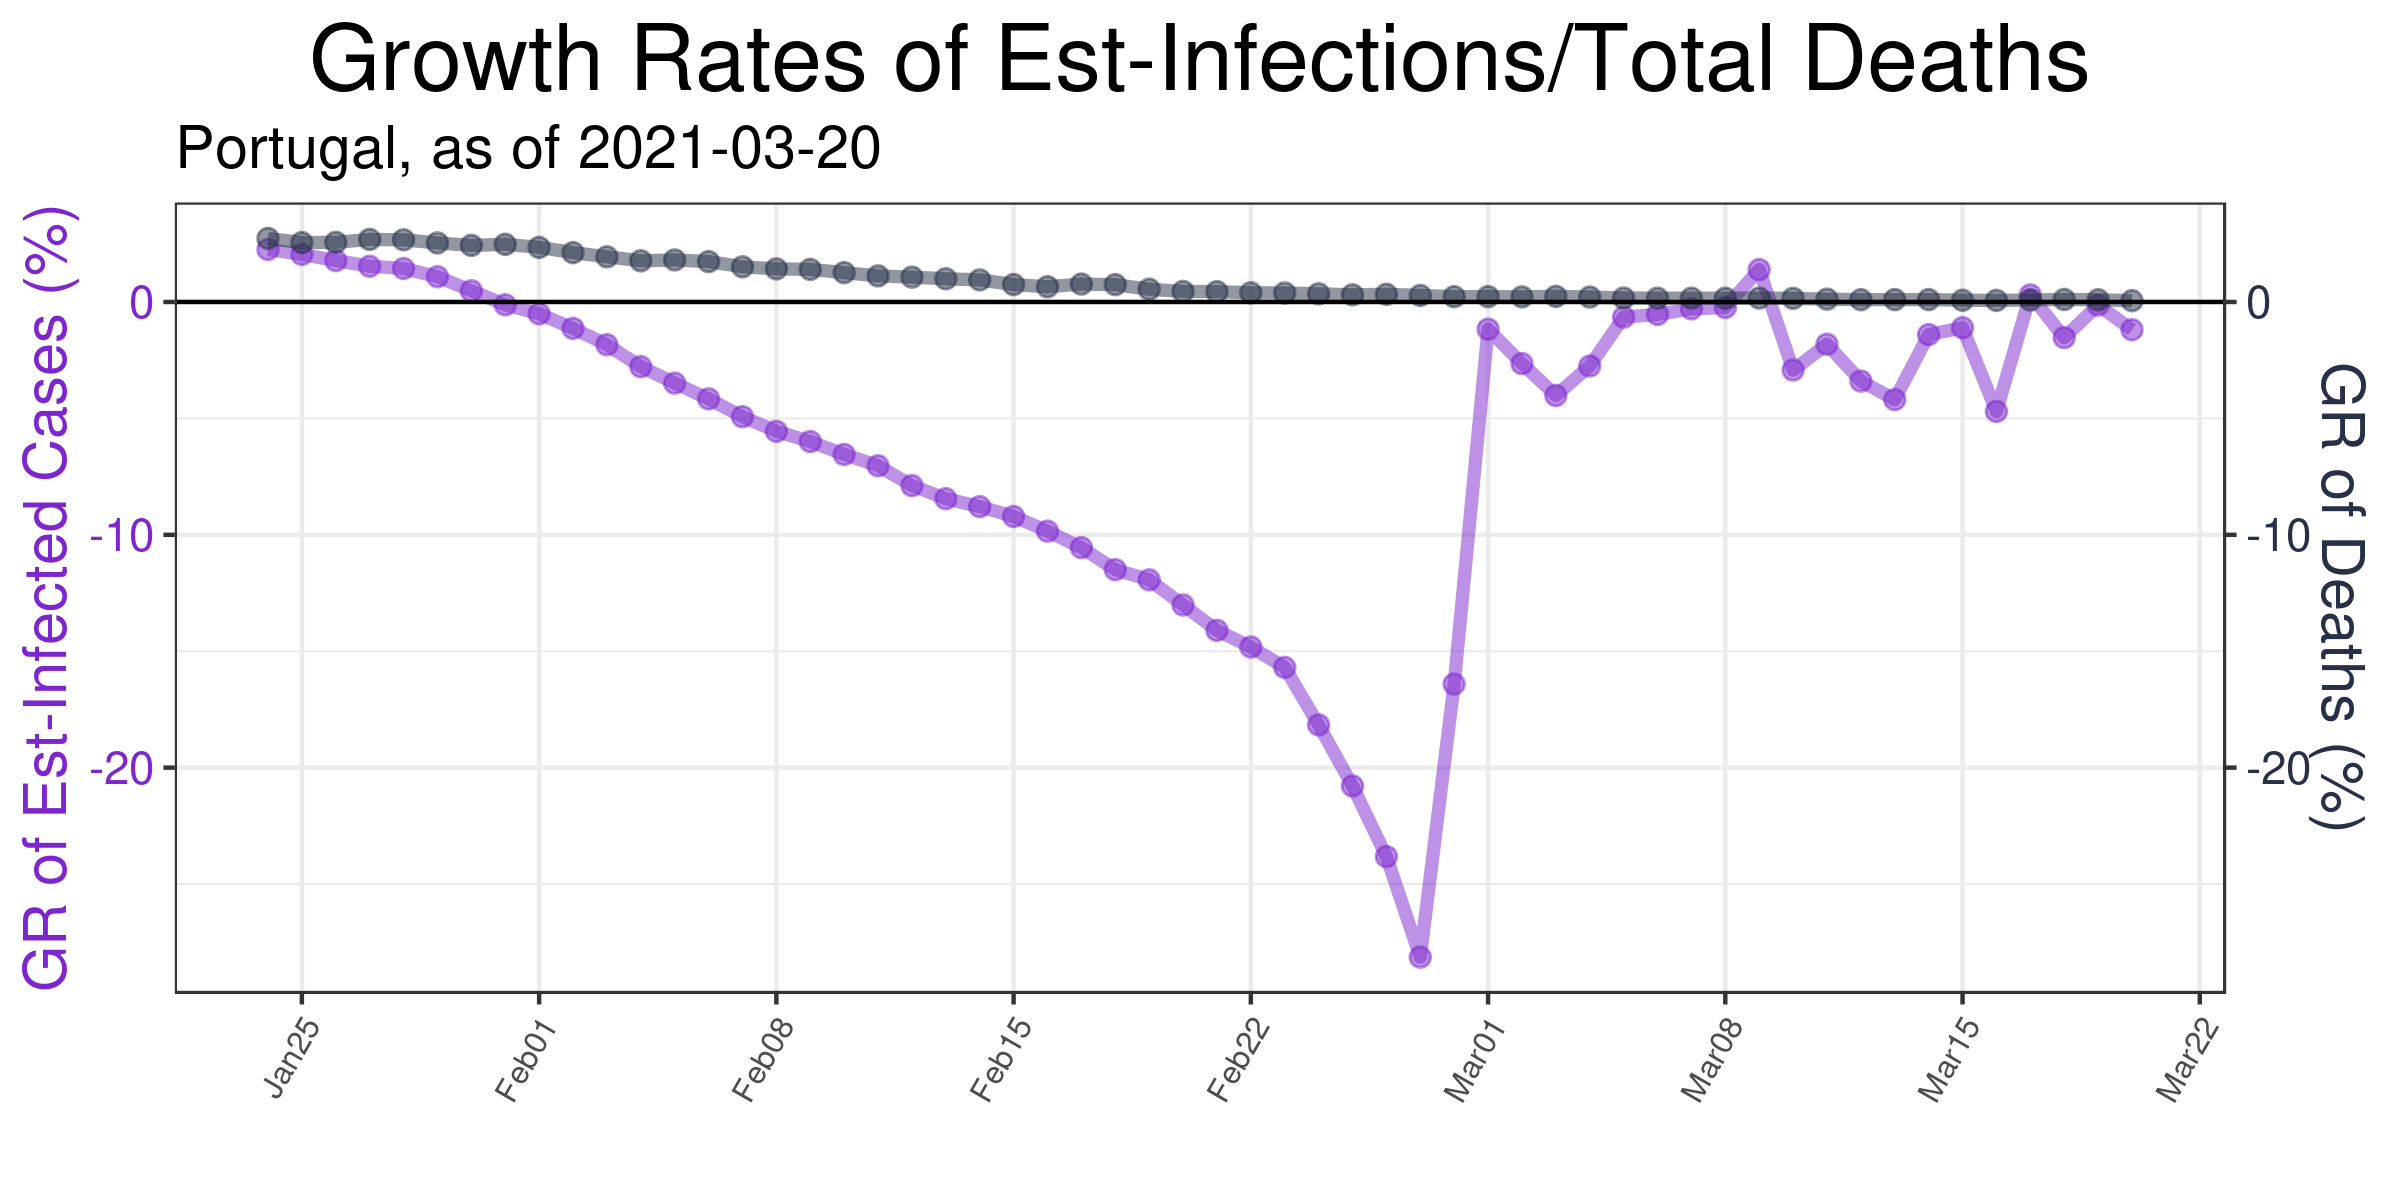 Growth Rates of Est-Infections/Total Deaths
Portugal, as of 2021-03-20
GR of Est-Infected Cases (%)
0
-10
-20
0
-10
-20
GR of Deaths (%)
Jan25
Feb01
Feb08
Feb15
Feb22
Mar01
Mar08
Mar15
Mar22